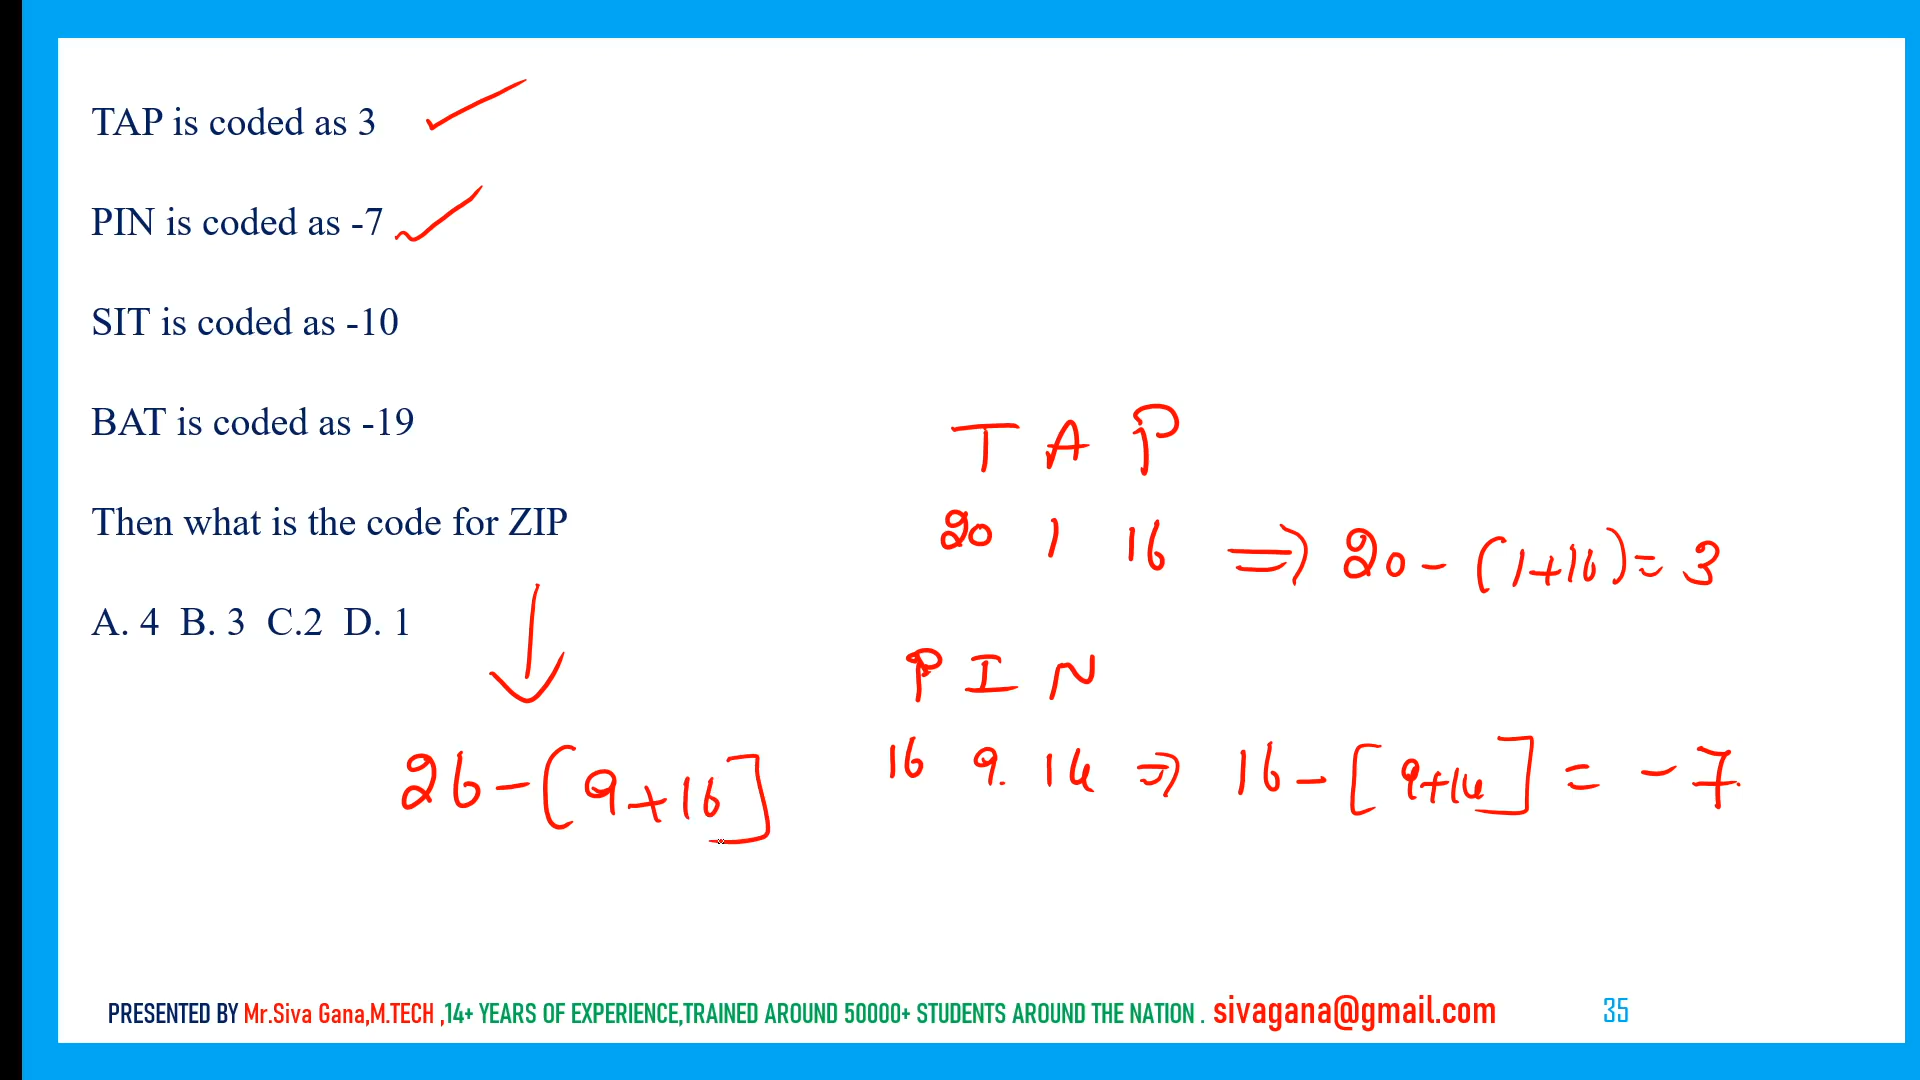 TAP is coded as 3
PIN is coded as -7
SIT is coded as -10
BAT is coded as -19
Then what is the code for ZIP
A. 4 B. 3 C.2 D. 1
T A P
20 1 16 ⇒ 20 - (1+16) = 3
P I N
16 9. 14 ⇒ 16 - [9+14] = -7.
26 - [9+16]
PRESENTED BY Mr.Siva Gana,M.TECH ,14+ YEARS OF EXPERIENCE,TRAINED AROUND 50000+ STUDENTS AROUND THE NATION . sivagana@gmail.com 35